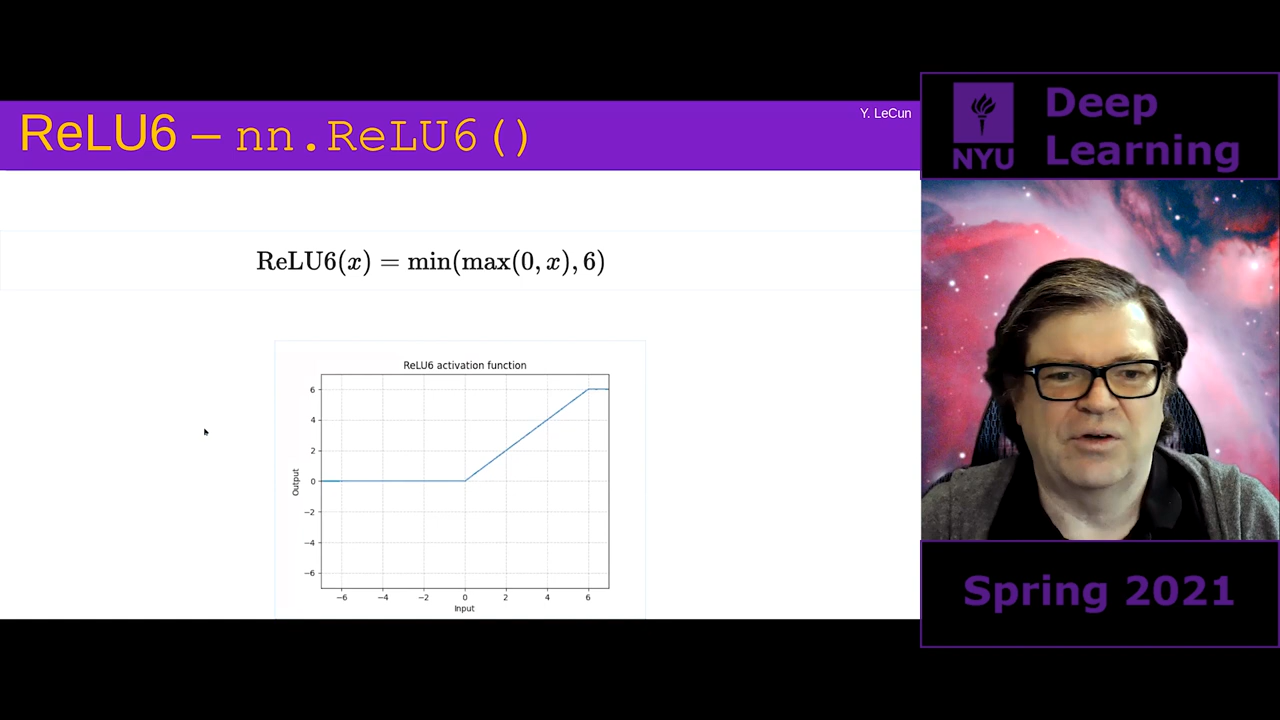 ReLU6 – nn.ReLU6()
Y. LeCun
ReLU6(x) = min(max(0, x), 6)
ReLU6 activation function
6
4
2
0
−2
−4
−6
Output
−6 −4 −2 0 2 4 6
Input
NYU
Deep
Learning
Spring 2021